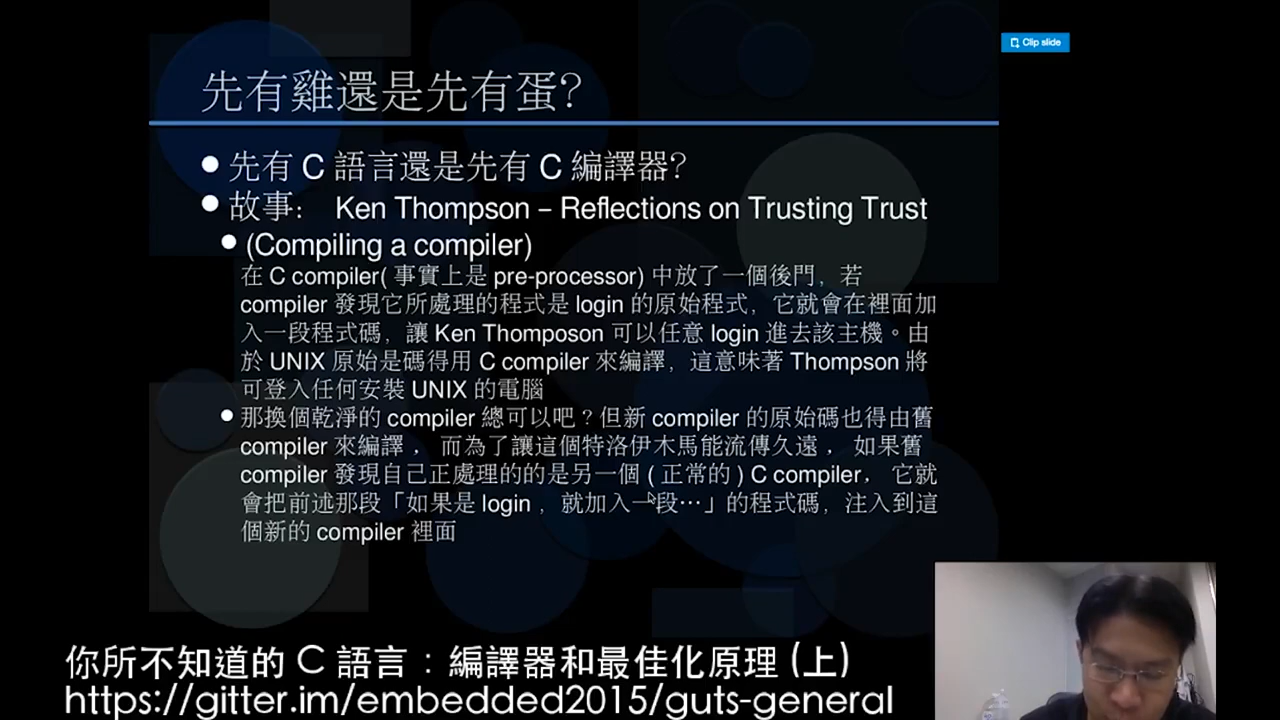 Clip slide
先有雞還是先有蛋?
先有 C 語言還是先有 C 編譯器?
故事: Ken Thompson – Reflections on Trusting Trust
(Compiling a compiler)
在 C compiler( 事實上是 pre-processor) 中放了一個後門, 若
compiler 發現它所處理的程式是 login 的原始程式, 它就會在裡面加
入一段程式碼, 讓 Ken Thomposon 可以任意 login 進去該主機。由
於 UNIX 原始是碼得用 C compiler 來編譯, 這意味著 Thompson 將
可登入任何安裝 UNIX 的電腦
那換個乾淨的 compiler 總可以吧?但新 compiler 的原始碼也得由舊
compiler 來編譯, 而為了讓這個特洛伊木馬能流傳久遠, 如果舊
compiler 發現自己正處理的的是另一個 ( 正常的 ) C compiler, 它就
會把前述那段「如果是 login , 就加入一段…」的程式碼, 注入到這
個新的 compiler 裡面
你所不知道的 C 語言:編譯器和最佳化原理 (上)
https://gitter.im/embedded2015/guts-general